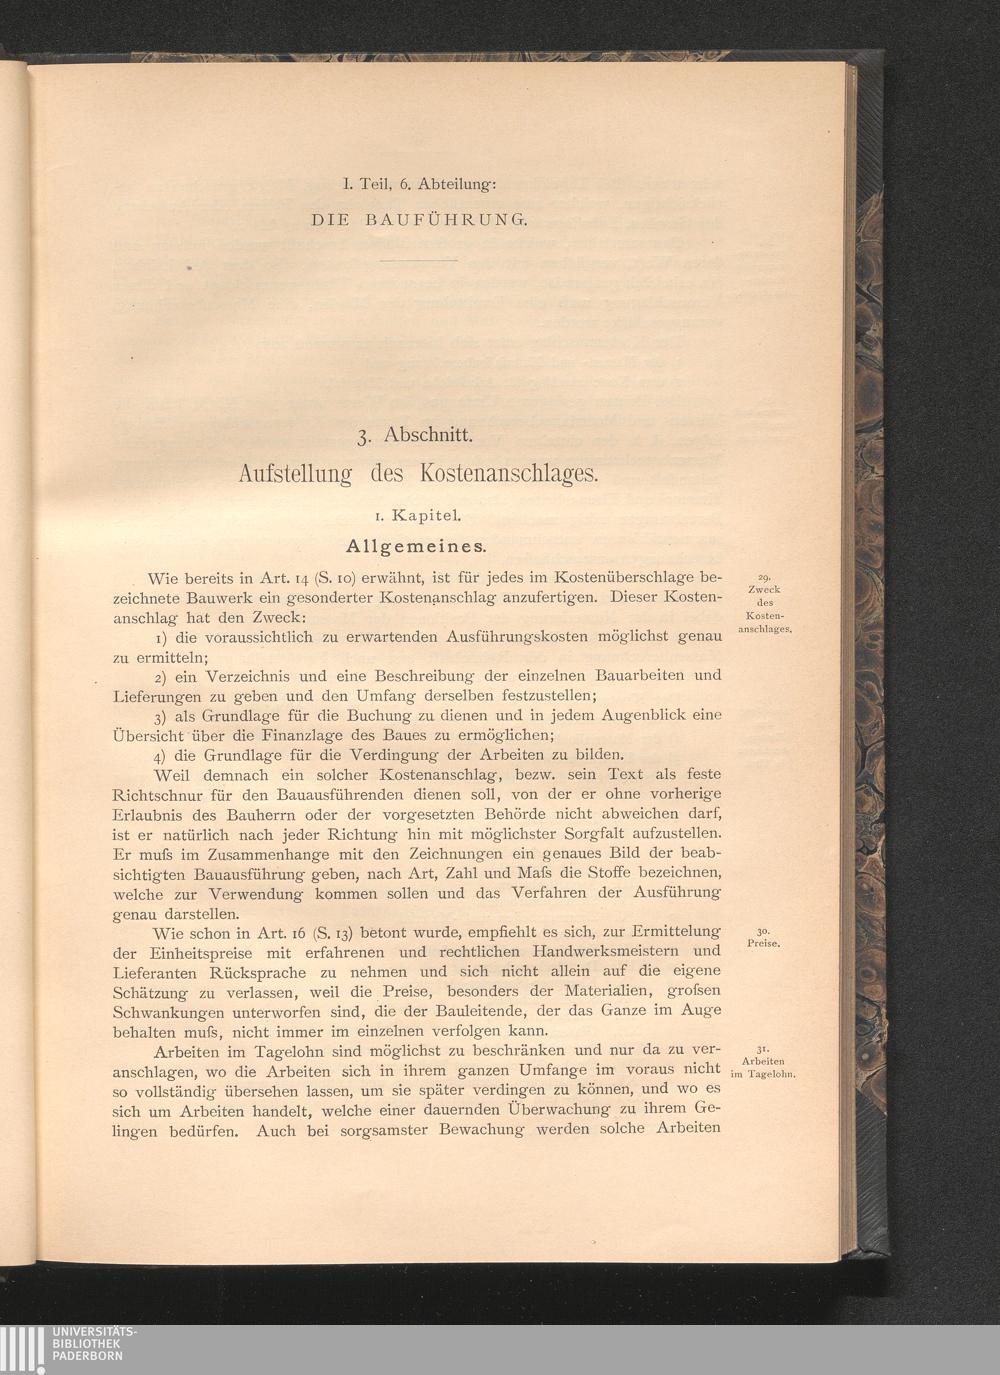 I. Teil, 6. Abteilung:
DIE BAUFÜHRUNG.
3. Abschnitt.
Aufstellung des Kostenanschlages.
1. Kapitel.
Allgemeines.
Wie bereits in Art. 14 (S. 10) erwähnt, ist für jedes im Kostenüberschlage be-
zeichnete Bauwerk ein gesonderter Kostenanschlag anzufertigen. Dieser Kosten-
anschlag hat den Zweck:
29.
Zweck
des
Kosten-
anschlages.
1) die voraussichtlich zu erwartenden Ausführungskosten möglichst genau
zu ermitteln;
2) ein Verzeichnis und eine Beschreibung der einzelnen Bauarbeiten und
Lieferungen zu geben und den Umfang derselben festzustellen;
3) als Grundlage für die Buchung zu dienen und in jedem Augenblick eine
Übersicht über die Finanzlage des Baues zu ermöglichen;
4) die Grundlage für die Verdingung der Arbeiten zu bilden.
Weil demnach ein solcher Kostenanschlag, bezw. sein Text als feste
Richtschnur für den Bauausführenden dienen soll, von der er ohne vorherige
Erlaubnis des Bauherrn oder der vorgesetzten Behörde nicht abweichen darf,
ist er natürlich nach jeder Richtung hin mit möglichster Sorgfalt aufzustellen.
Er muſs im Zusammenhange mit den Zeichnungen ein genaues Bild der beab-
sichtigten Bauausführung geben, nach Art, Zahl und Maſs die Stoffe bezeichnen,
welche zur Verwendung kommen sollen und das Verfahren der Ausführung
genau darstellen.
Wie schon in Art. 16 (S. 13) betont wurde, empfiehlt es sich, zur Ermittelung
der Einheitspreise mit erfahrenen und rechtlichen Handwerksmeistern und
Lieferanten Rücksprache zu nehmen und sich nicht allein auf die eigene
Schätzung zu verlassen, weil die Preise, besonders der Materialien, groſsen
Schwankungen unterworfen sind, die der Bauleitende, der das Ganze im Auge
behalten muſs, nicht immer im einzelnen verfolgen kann.
30.
Preise.
Arbeiten im Tagelohn sind möglichst zu beschränken und nur da zu ver-
anschlagen, wo die Arbeiten sich in ihrem ganzen Umfange im voraus nicht
so vollständig übersehen lassen, um sie später verdingen zu können, und wo es
sich um Arbeiten handelt, welche einer dauernden Überwachung zu ihrem Ge-
lingen bedürfen. Auch bei sorgsamster Bewachung werden solche Arbeiten
31.
Arbeiten
im Tagelohn.
UNIVERSITÄTS-
BIBLIOTHEK
PADERBORN